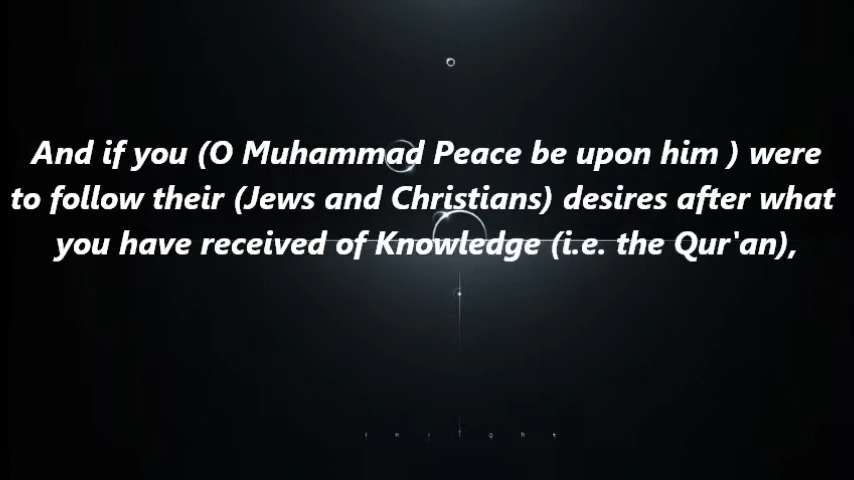 And if you (O Muhammad Peace be upon him ) were
to follow their (Jews and Christians) desires after what
you have received of Knowledge (i.e. the Qur'an),